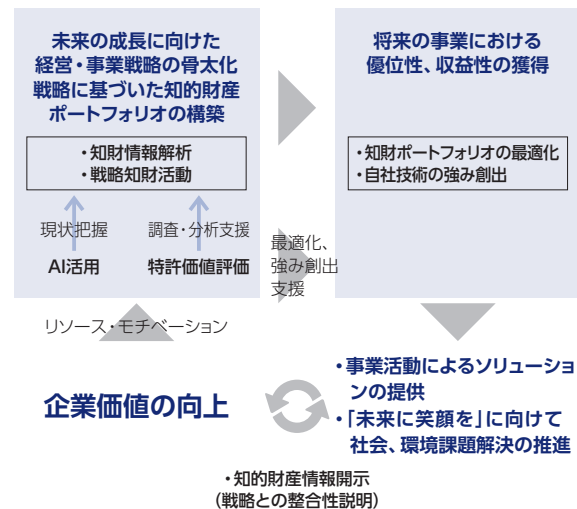 未来の成長に向けた
経営・事業戦略の骨太化
戦略に基づいた知的財産
ポートフォリオの構築
・知財情報解析
・戦略知財活動
現状把握
調査・分析支援
AI活用
特許価値評価
最適化、
強み創出
支援
将来の事業における
優位性、収益性の獲得
・知財ポートフォリオの最適化
・自社技術の強み創出
リソース・モチベーション
企業価値の向上
・事業活動によるソリューショ
ンの提供
・「未来に笑顔を」に向けて
社会、環境課題解決の推進
・知的財産情報開示
(戦略との整合性説明)